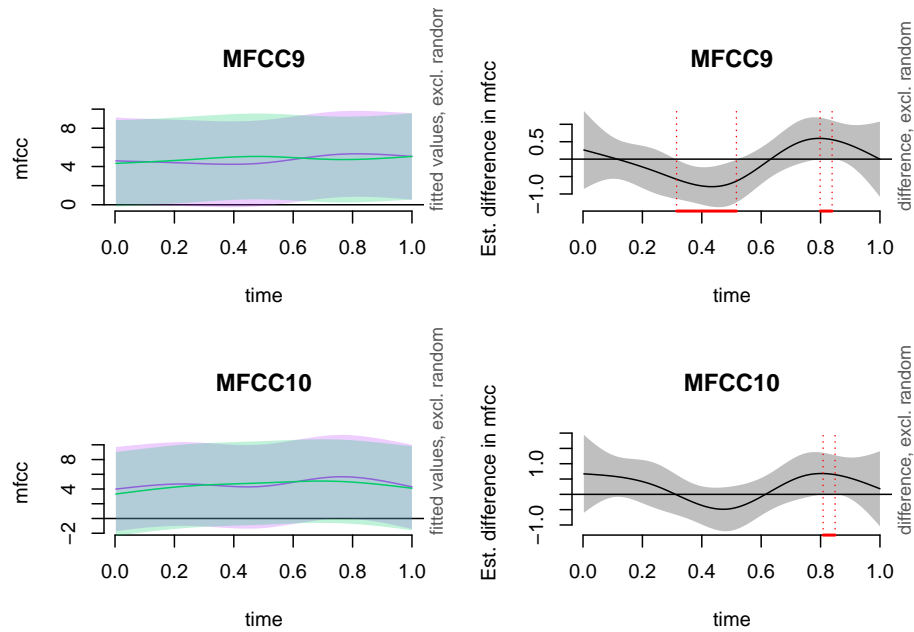 MFCC9
mfcc
0 4 8
0.0 0.2 0.4 0.6 0.8 1.0
time
fitted values, excl. random
MFCC9
Est. difference in mfcc
−1.0 0.5
0.0 0.2 0.4 0.6 0.8 1.0
time
difference, excl. random
MFCC10
mfcc
−2 4 8
0.0 0.2 0.4 0.6 0.8 1.0
time
fitted values, excl. random
MFCC10
Est. difference in mfcc
−1.0 1.0
0.0 0.2 0.4 0.6 0.8 1.0
time
difference, excl. random